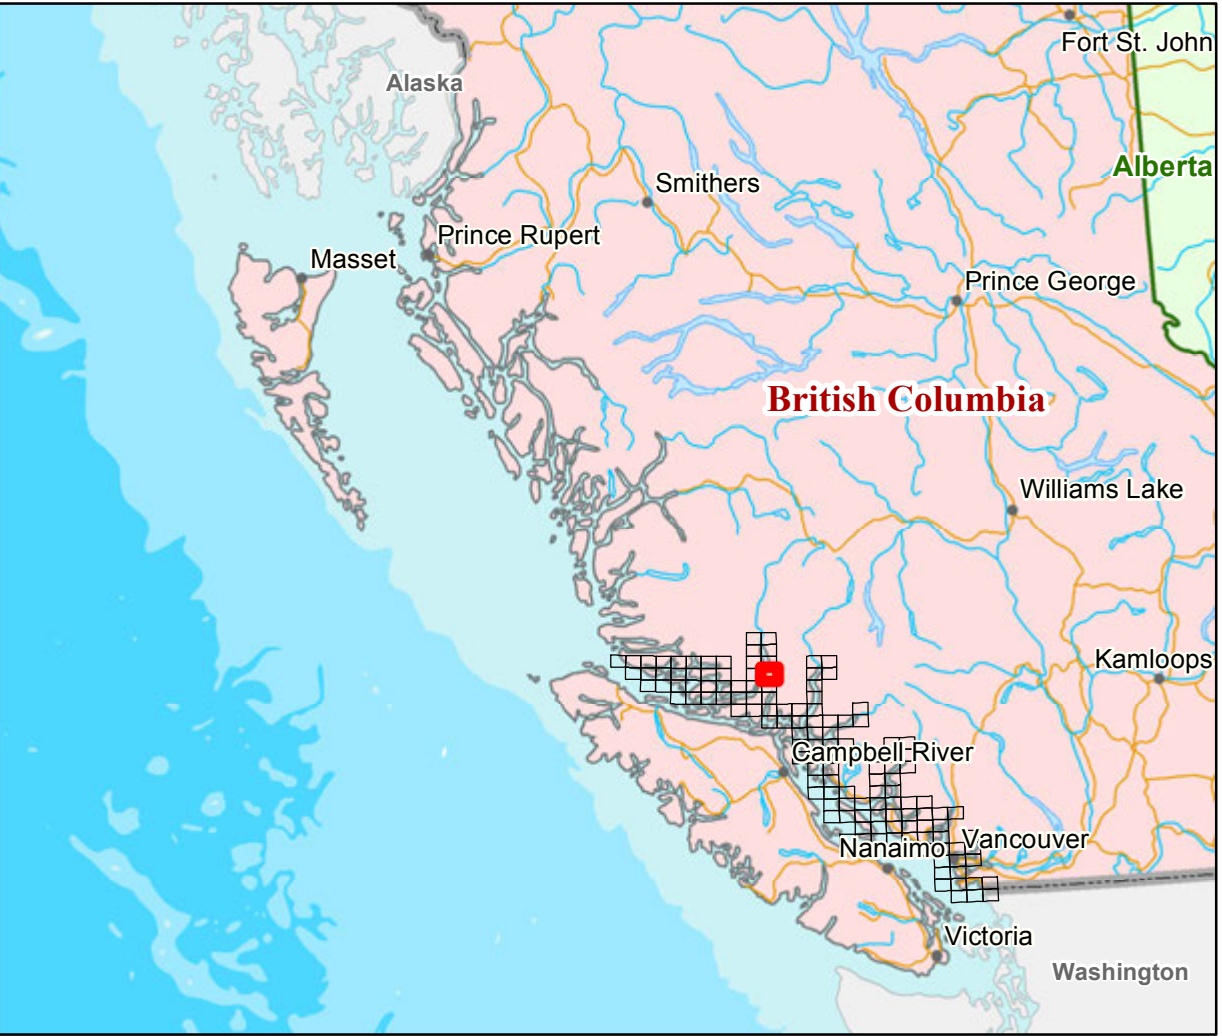 Fort St. John
Alaska
Alberta
Smithers
Prince Rupert
Masset
Prince George
British Columbia
Williams Lake
Kamloops
Campbell River
Vancouver
Nanaimo
Victoria
Washington